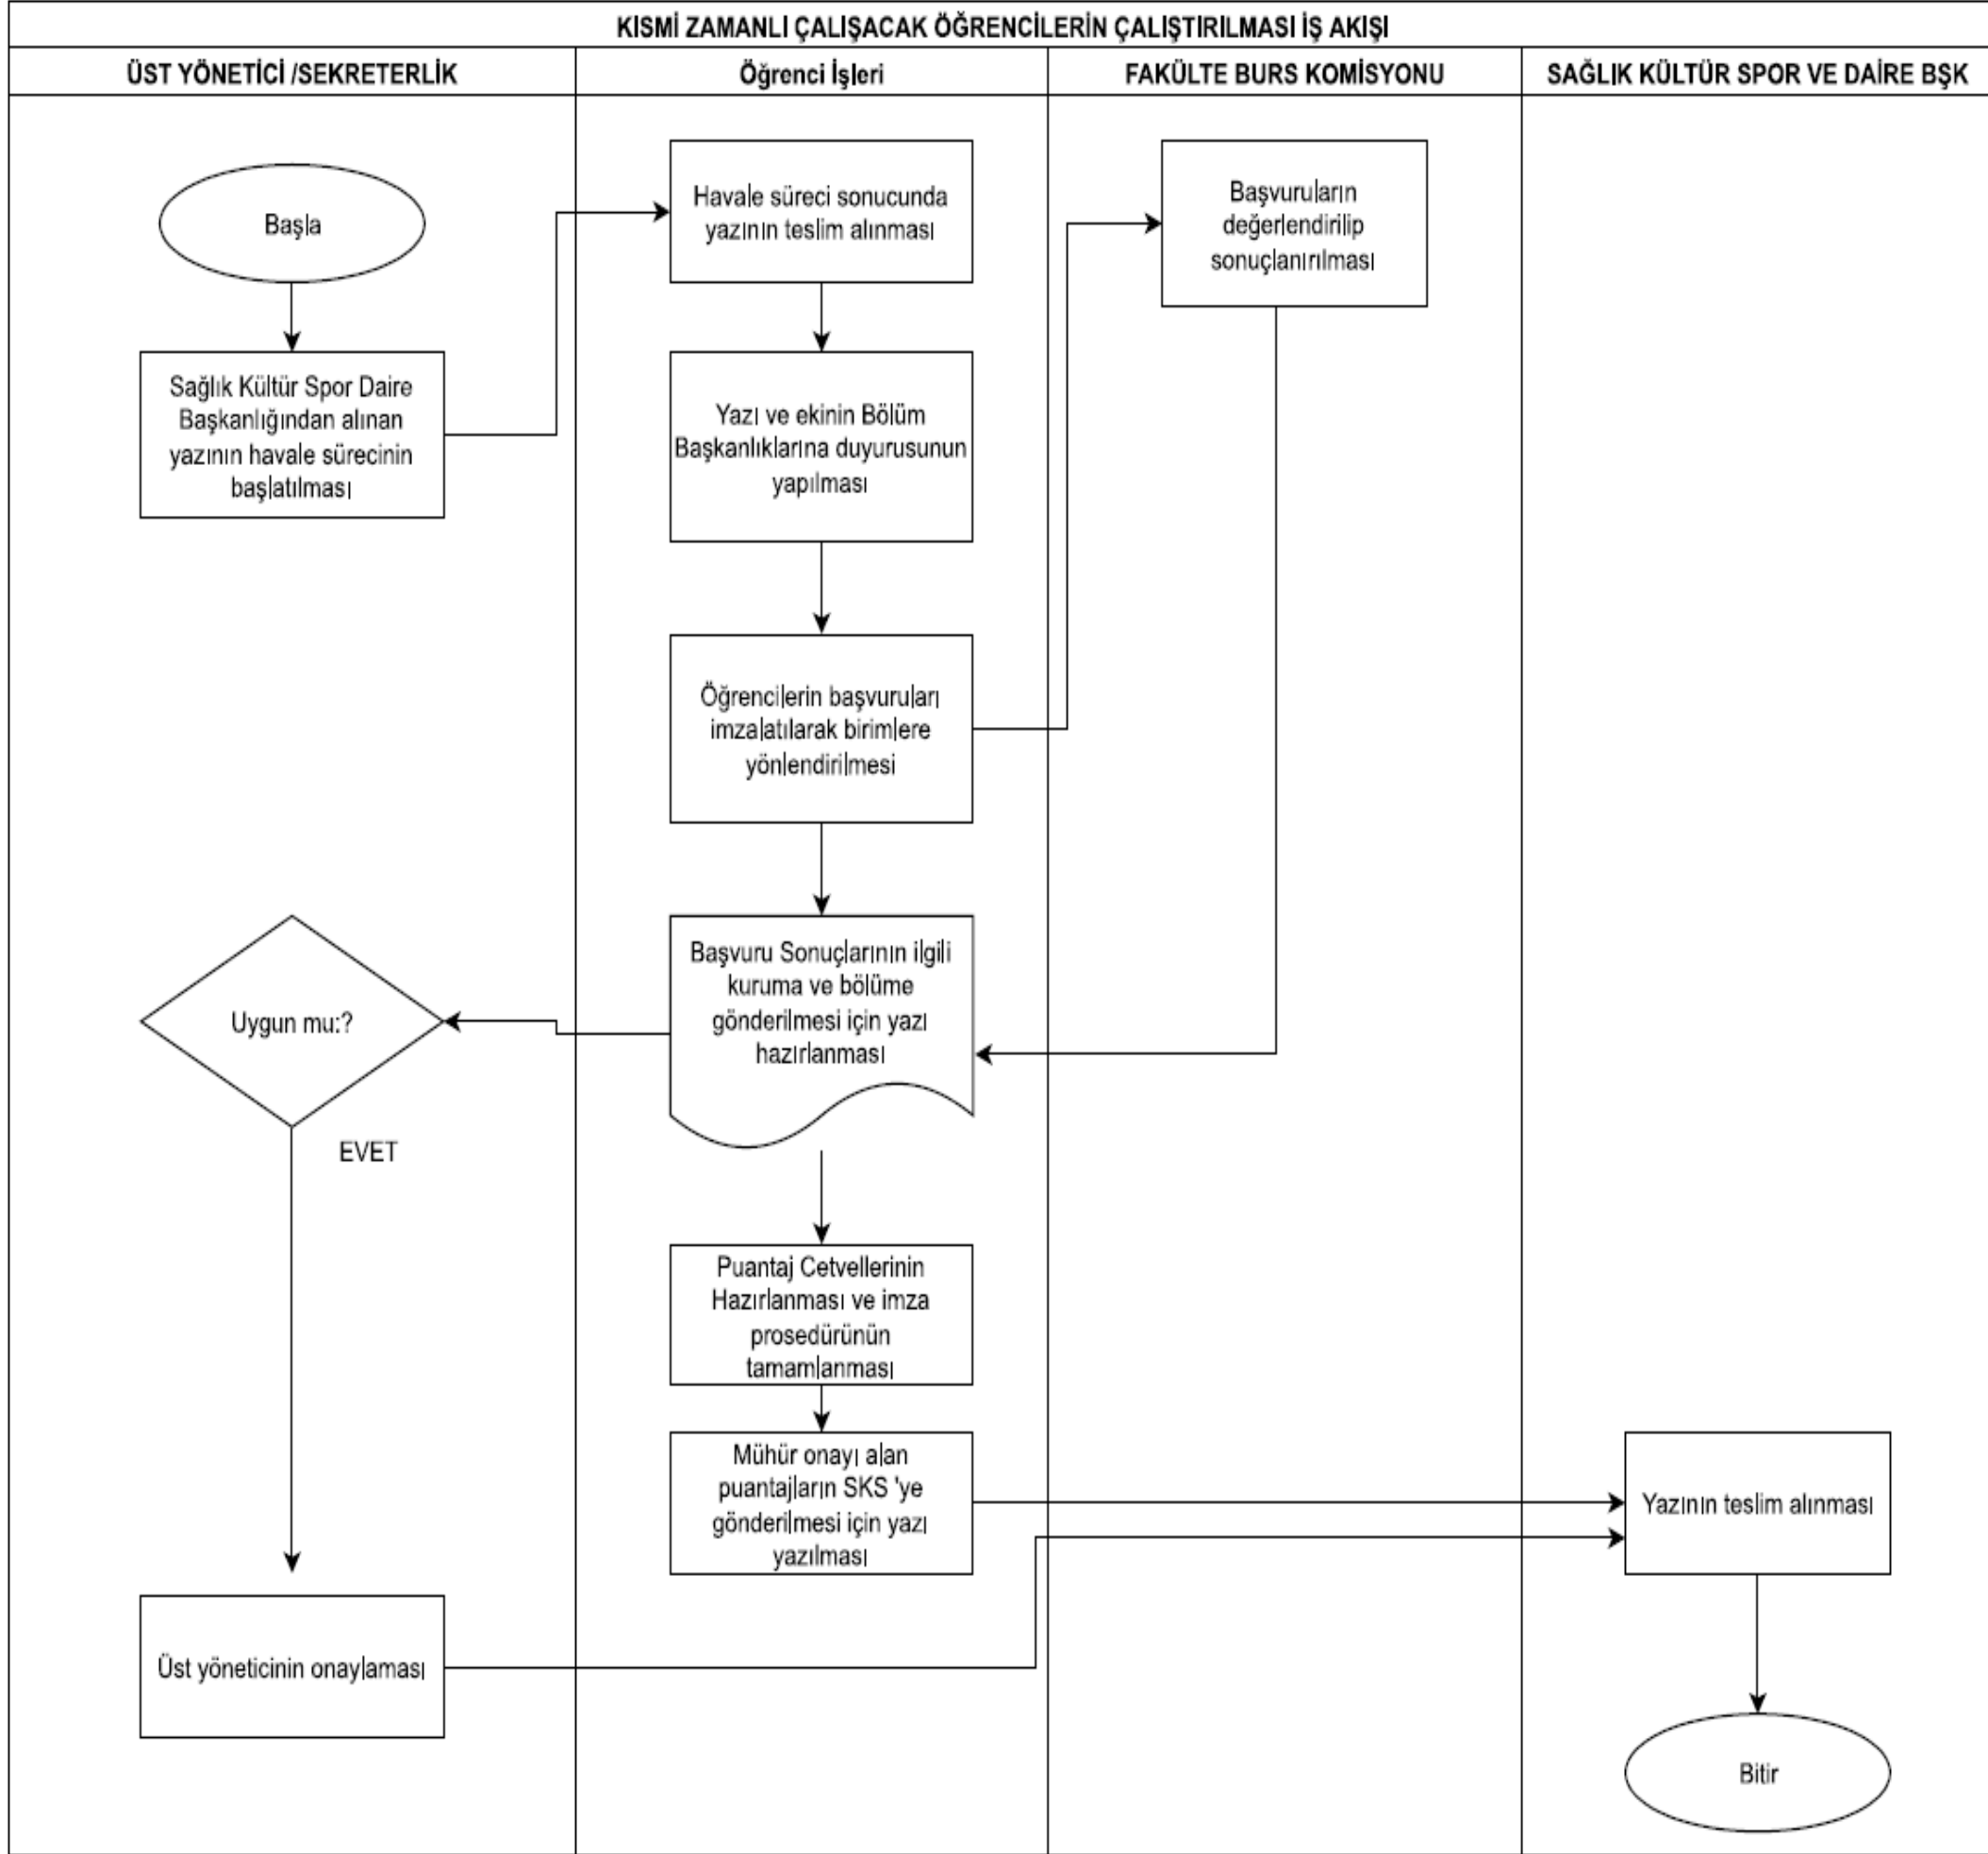 KISMİ ZAMANLI ÇALIŞACAK ÖĞRENCİLERİN ÇALIŞTIRILMASI İŞ AKIŞI
ÜST YÖNETİCİ /SEKRETERLİK
Öğrenci İşleri
FAKÜLTE BURS KOMİSYONU
SAĞLIK KÜLTÜR SPOR VE DAİRE BŞK
Başla
Sağlık Kültür Spor Daire
Başkanlığından alınan
yazının havale sürecinin
başlatılması
Havale süreci sonucunda
yazının teslim alınması
Yazı ve ekinin Bölüm
Başkanlıklarına duyurusunun
yapılması
Öğrencilerin başvuruları
imzalatılarak birimlere
yönlendirilmesi
Başvuruların
değerlendirilip
sonuçlanırılması
Başvuru Sonuçlarının ilgili
kuruma ve bölüme
gönderilmesi için yazı
hazırlanması
Uygun mu:?
EVET
Puantaj Cetvellerinin
Hazırlanması ve imza
prosedürünün
tamamlanması
Mühür onayı alan
puantajların SKS 'ye
gönderilmesi için yazı
yazılması
Üst yöneticinin onaylaması
Yazının teslim alınması
Bitir